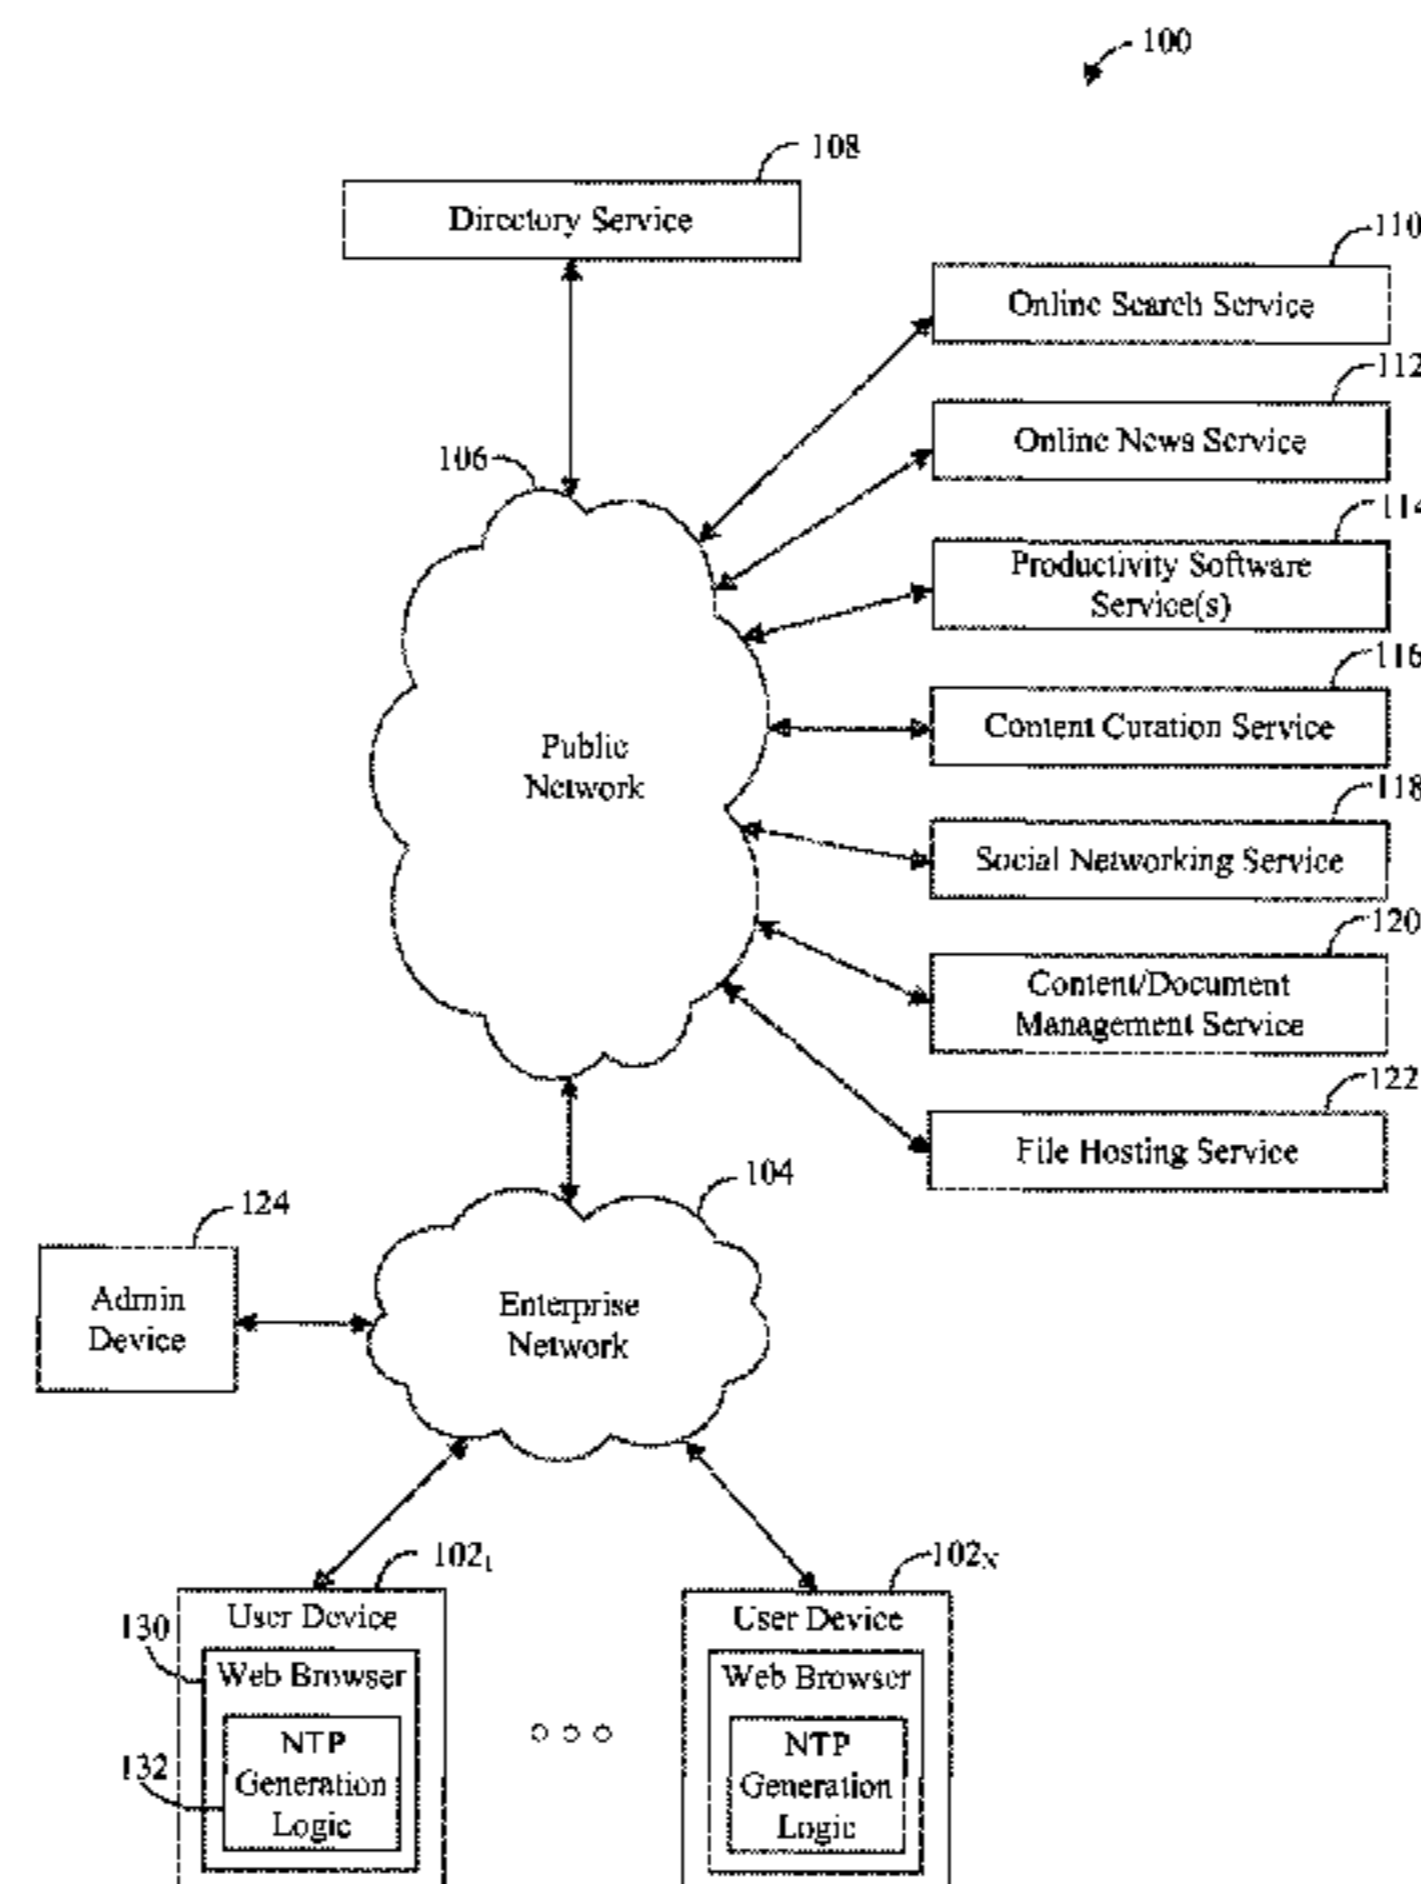 100
108
Directory Service
110
Online Search Service
112
Online News Service
106
114
Productivity Software
Service(s)
116
Content Curation Service
Public
Network
118
Social Networking Service
120
Content/Document
Management Service
122
File Hosting Service
104
124
Admin
Device
Enterprise
Network
102₁
102N
User Device
User Device
130
Web Browser
Web Browser
NTP
Generation
Logic
NTP
Generation
Logic
132